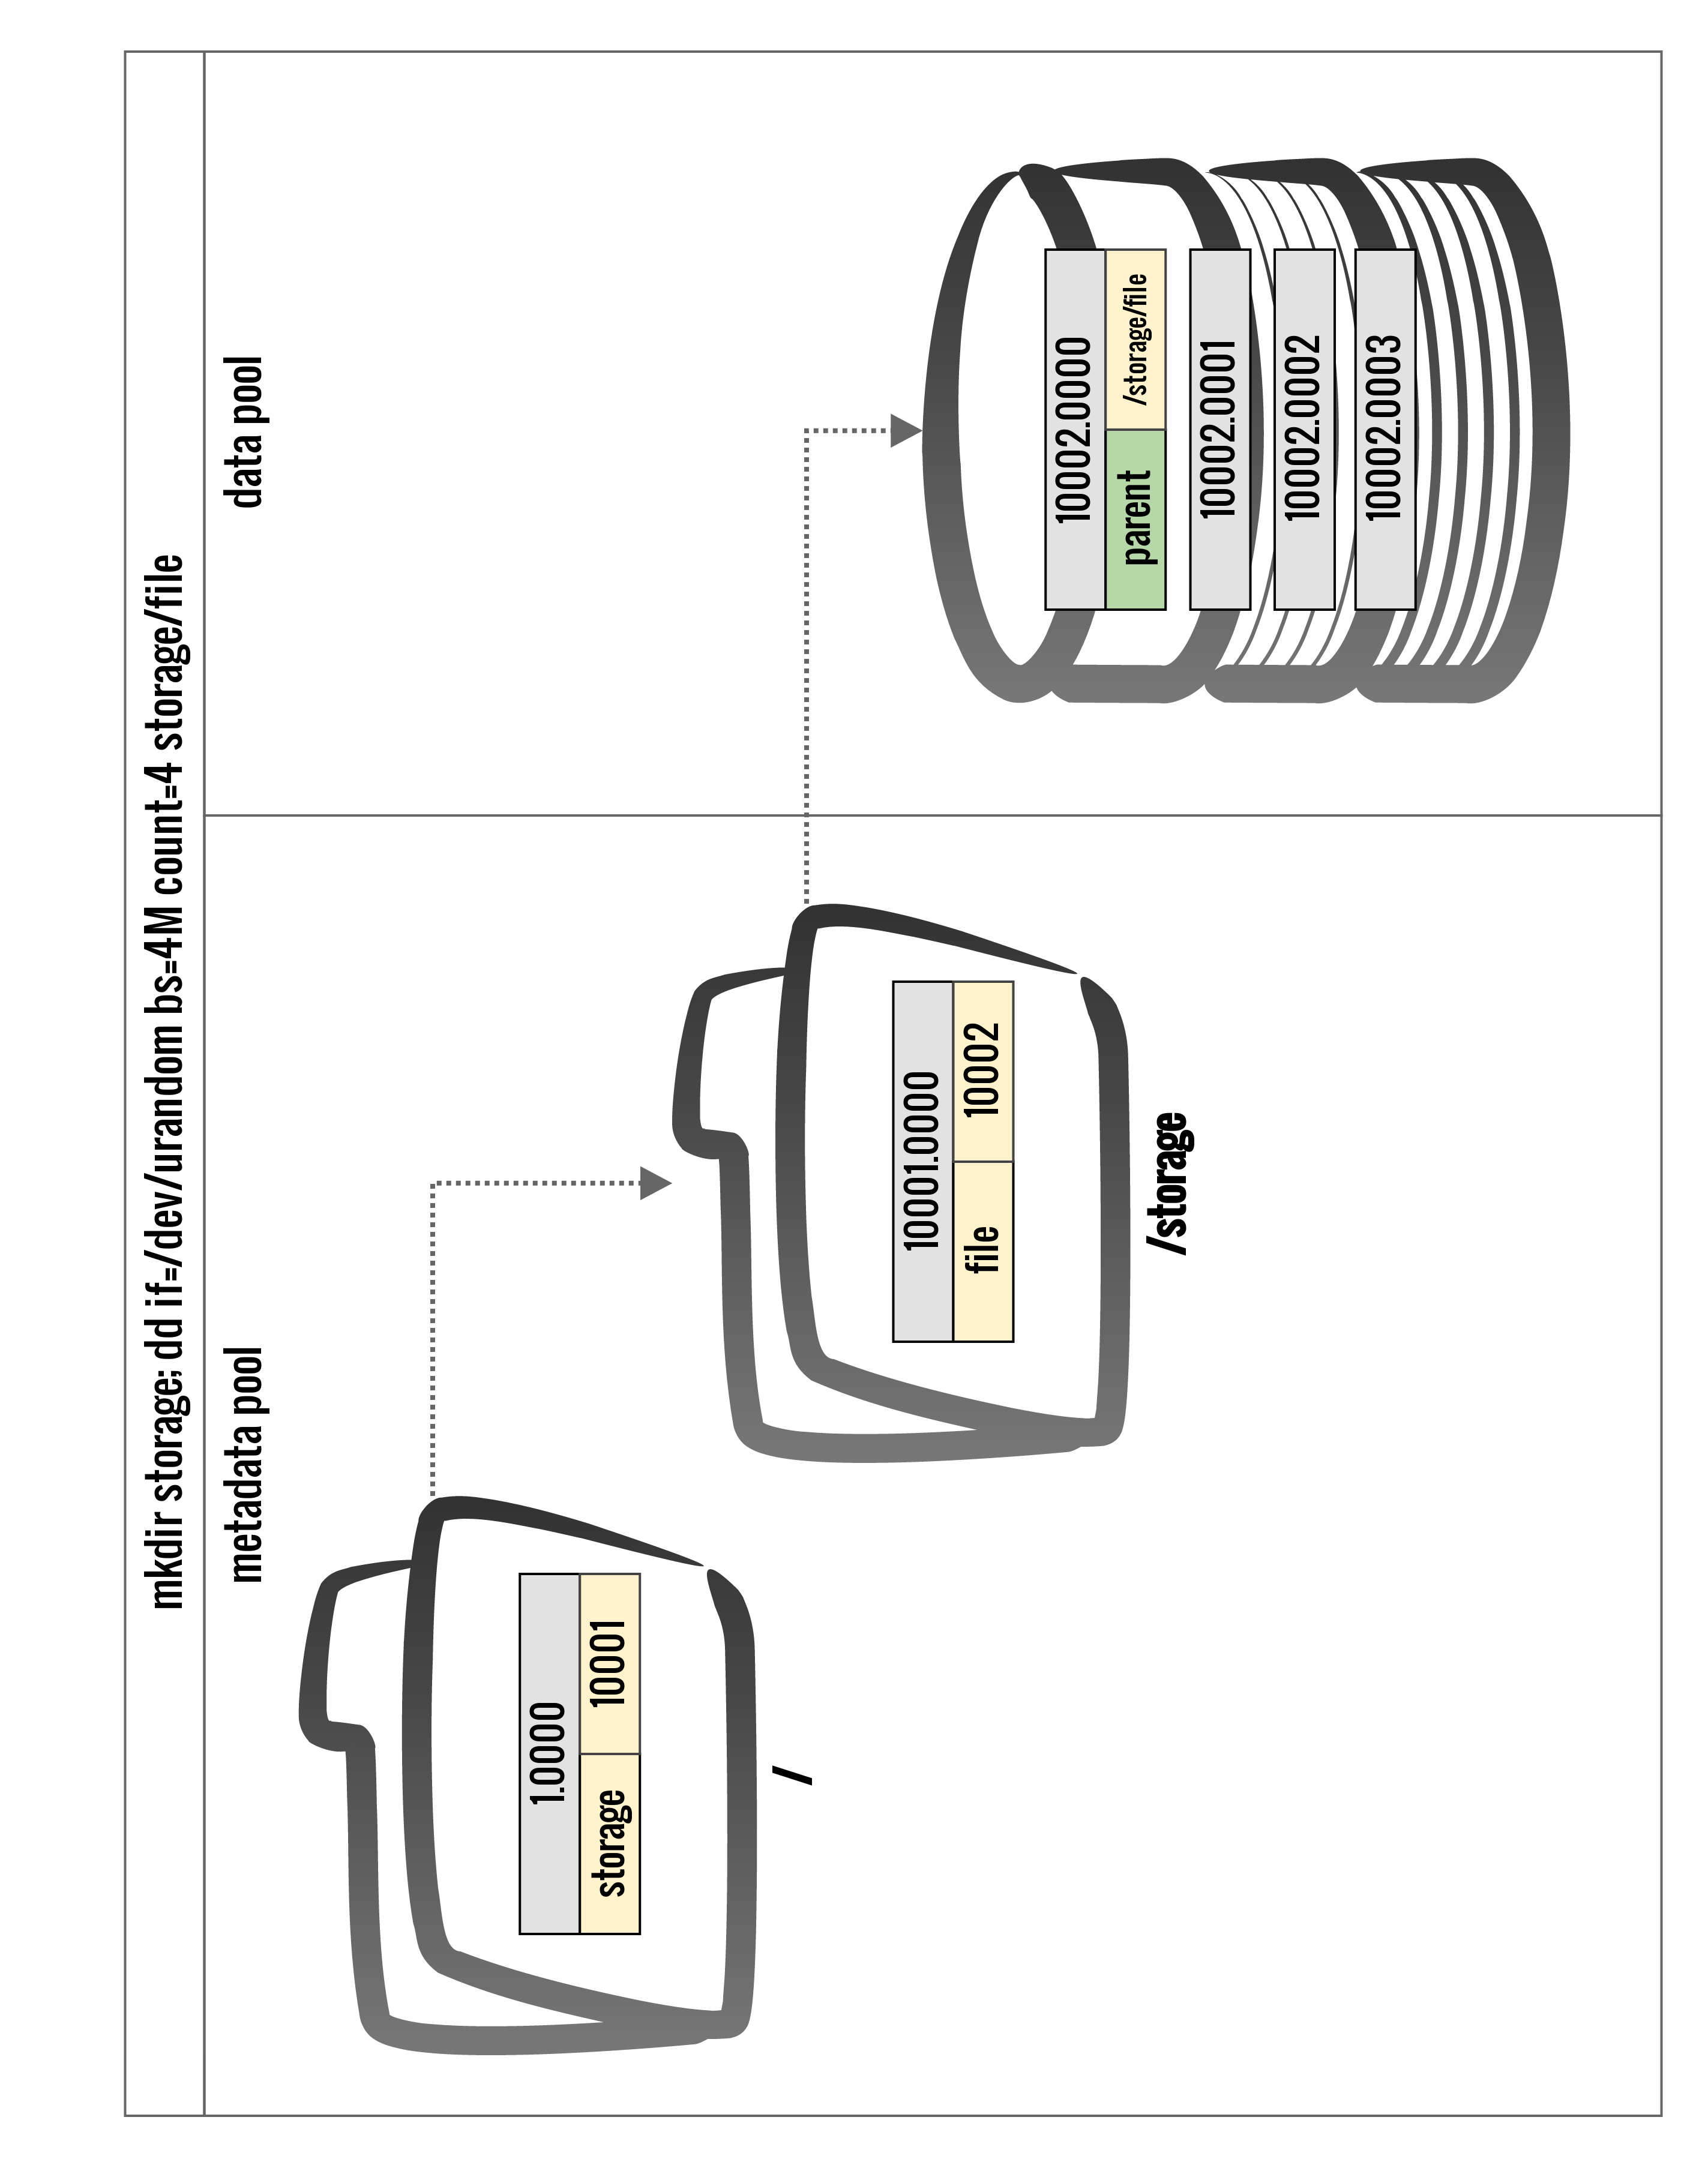 mkdir storage; dd if=/dev/urandom bs=4M count=4 storage/file
metadata pool
data pool
1.0000
storage 10001
/
10001.0000
file 10002
/storage
10002.0000
parent /storage/file
10002.0001
10002.0002
10002.0003